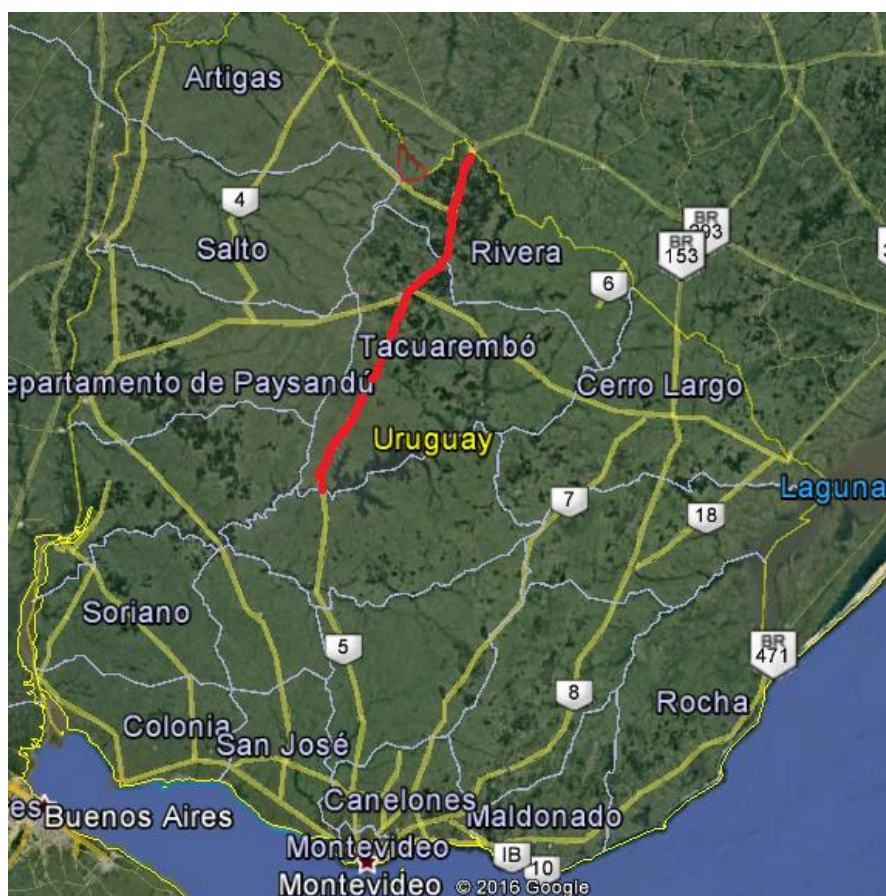 Artigas
4
BR
293
BR
153
Salto
Rivera
6
Tacuarembó
epartamento de Paysandú
Cerro Largo
Uruguay
Laguna
7
18
Soriano
5
BR
471
8
Rocha
Colonia
San José
Canelones
Maldonado
es
Buenos Aires
Montevideo
IB
10
Montevideo
© 2016 Google